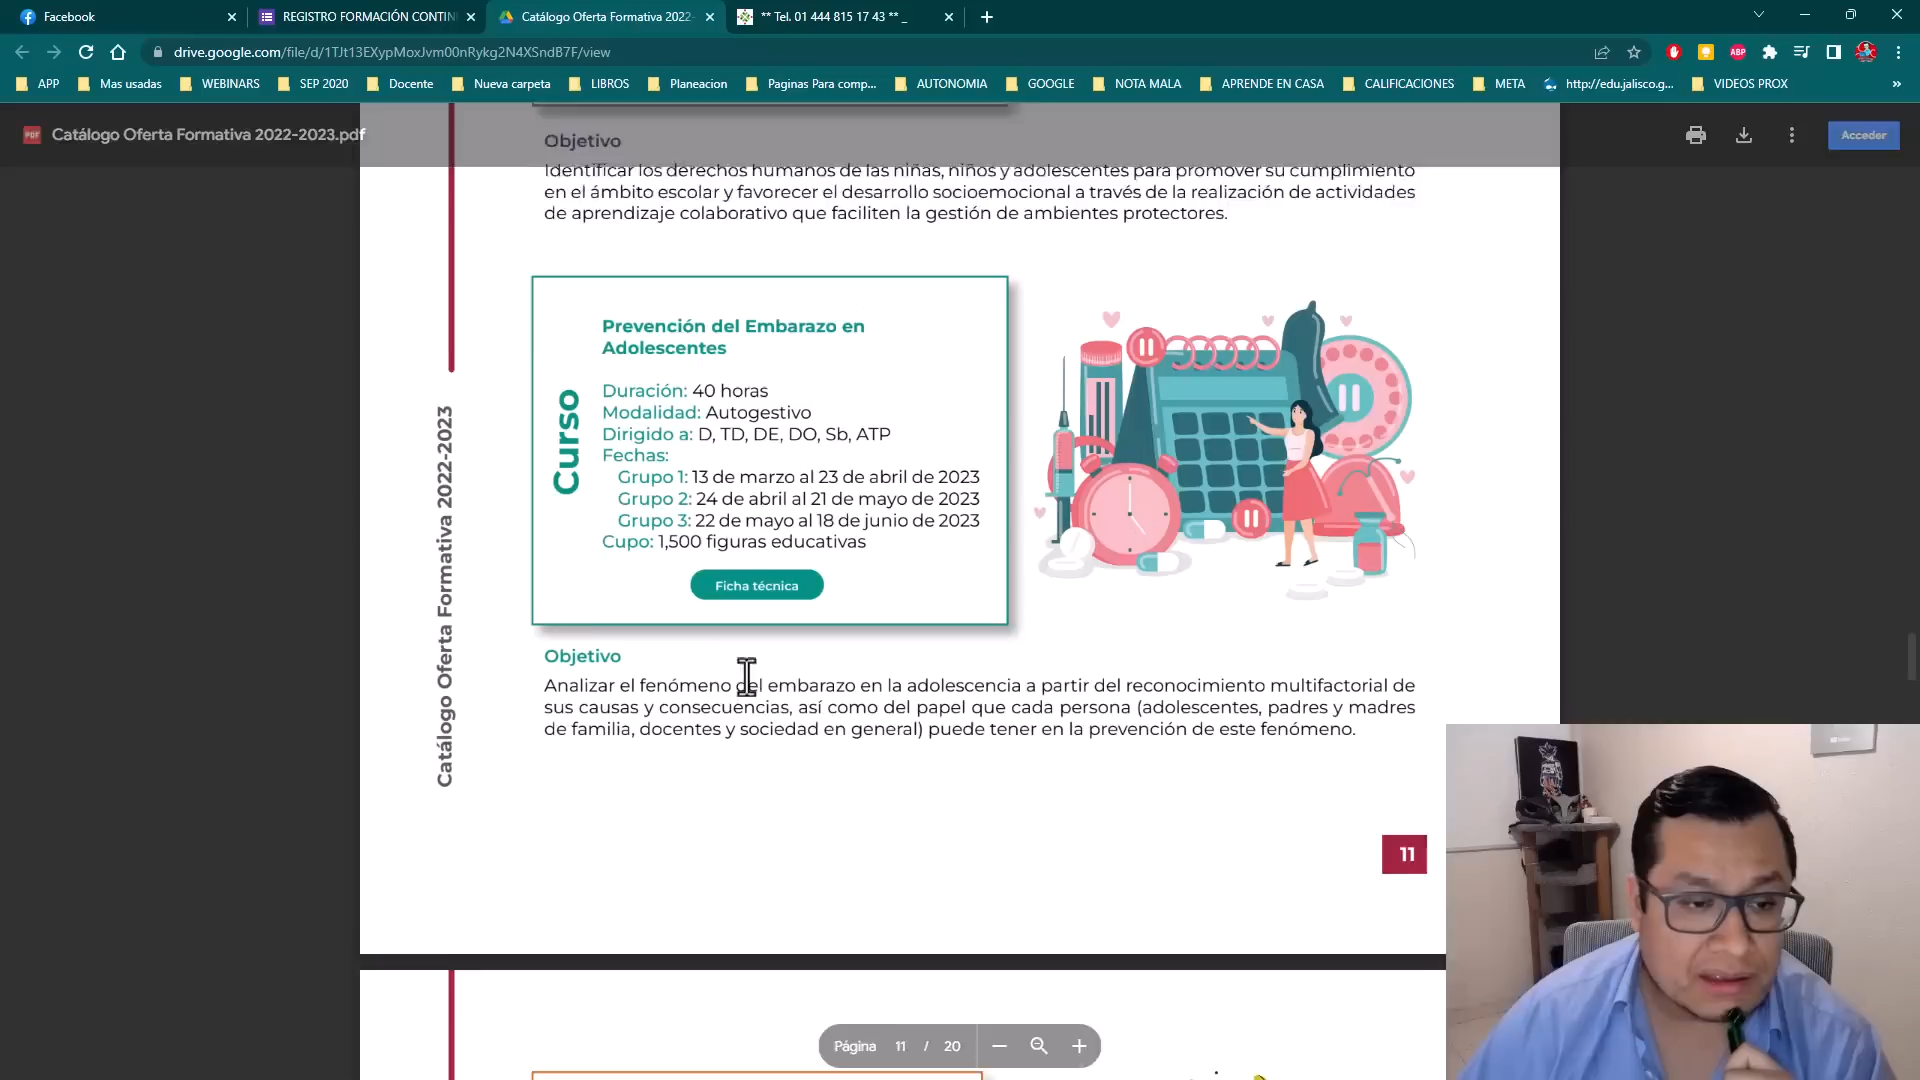 Facebook
REGISTRO FORMACIÓN CONTIN
Catálogo Oferta Formativa 2022-
** Tel. 01 444 815 17 43 ** _
drive.google.com/file/d/1TJt13EXypMoxJvm00nRykg2N4XSndB7F/view
ABP
APP
Mas usadas
WEBINARS
SEP 2020
Docente
Nueva carpeta
LIBROS
Planeacion
Paginas Para comp...
AUTONOMIA
GOOGLE
NOTA MALA
APRENDE EN CASA
CALIFICACIONES
META
http://edu.jalisco.g...
VIDEOS PROX
»
PDF
Catálogo Oferta Formativa 2022-2023.pdf
Acceder
Objetivo
Identificar los derechos humanos de las niñas, niños y adolescentes para promover su cumplimiento
en el ámbito escolar y favorecer el desarrollo socioemocional a través de la realización de actividades
de aprendizaje colaborativo que faciliten la gestión de ambientes protectores.
Catálogo Oferta Formativa 2022-2023
Curso
Prevención del Embarazo en
Adolescentes
Duración: 40 horas
Modalidad: Autogestivo
Dirigido a: D, TD, DE, DO, Sb, ATP
Fechas:
Grupo 1: 13 de marzo al 23 de abril de 2023
Grupo 2: 24 de abril al 21 de mayo de 2023
Grupo 3: 22 de mayo al 18 de junio de 2023
Cupo: 1,500 figuras educativas
Ficha técnica
Objetivo
Analizar el fenómeno del embarazo en la adolescencia a partir del reconocimiento multifactorial de
sus causas y consecuencias, así como del papel que cada persona (adolescentes, padres y madres
de familia, docentes y sociedad en general) puede tener en la prevención de este fenómeno.
11
Página 11 / 20